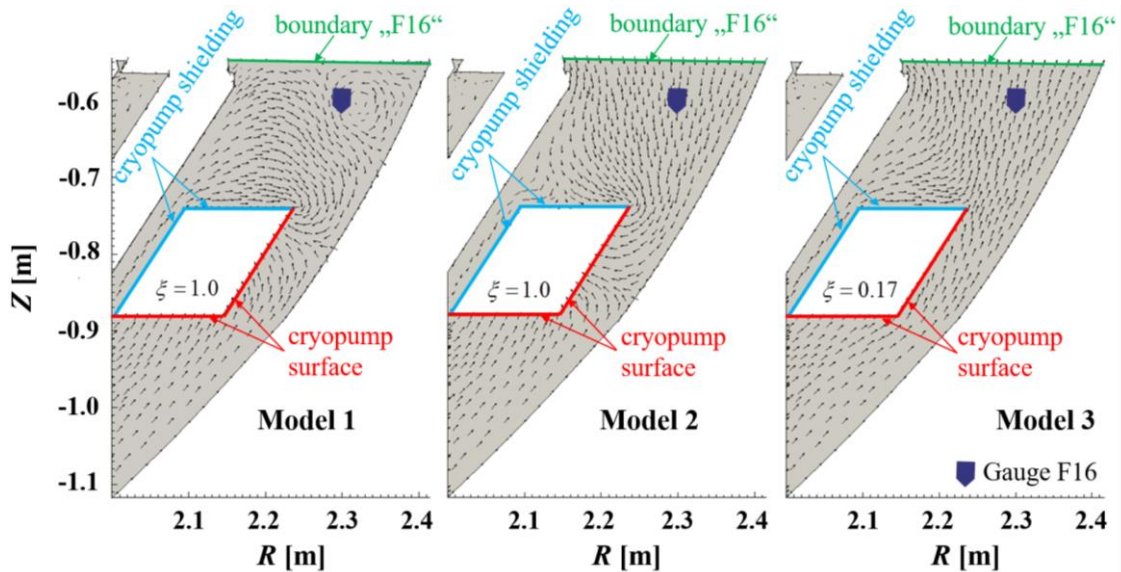 boundary „F16“
boundary „F16“
boundary „F16“
cryopump shielding
cryopump shielding
cryopump shielding
-0.6
-0.7
-0.8
-0.9
-1.0
-1.1
Z [m]
ξ = 1.0
ξ = 1.0
ξ = 0.17
cryopump
surface
cryopump
surface
cryopump
surface
Model 1
Model 2
Model 3
Gauge F16
2.1 2.2 2.3 2.4
2.1 2.2 2.3 2.4
2.1 2.2 2.3 2.4
R [m]
R [m]
R [m]